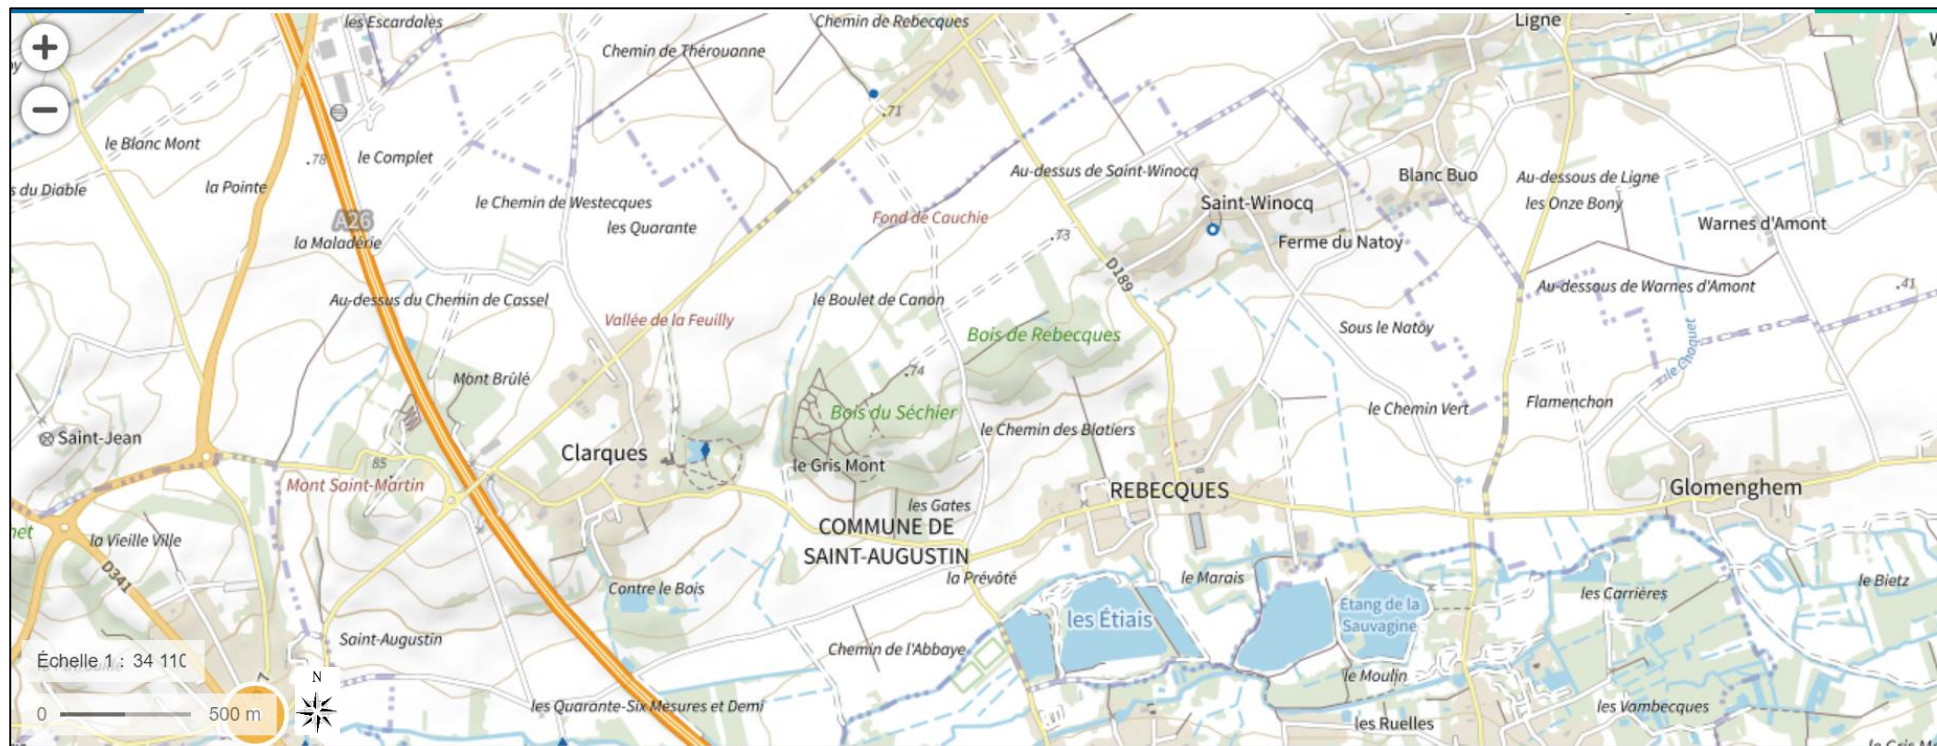 les Escardales
Chemin de Rebecques
Ligne
Chemin de Thérouanne
71
le Blanc Mont
78
le Complet
s du Diable
la Pointe
Au-dessus de Saint-Winocq
Blanc Buo
Au-dessous de Ligne
le Chemin de Westecques
Saint-Winocq
les Onze Bony
A26
les Quarante
Fond de Cauchie
Warnes d'Amont
la Maladerie
73
Ferme du Natoy
D189
Au-dessus du Chemin de Cassel
le Boulet de Canon
Au-dessous de Warnes d'Amont
41
Vallée de la Feuilly
Bois de Rebecques
Sous le Natoy
le Choquet
Mont Brûlé
74
Bois du Séchier
le Chemin Vert
Flamenchon
Saint-Jean
Clarques
le Chemin des Blatiers
85
le Gris Mont
Mont Saint-Martin
REBECQUES
Glomenghem
les Gates
COMMUNE DE
SAINT-AUGUSTIN
het
la Vieille Ville
D341
la Prévôté
le Marais
le Bietz
Contre le Bois
les Carrières
les Étiais
Étang de la
Sauvagine
Saint-Augustin
Chemin de l'Abbaye
Échelle 1 : 34 110
le Moulin
N
0 500 m
les Quarante-Six Mesures et Demi
les Vambecques
les Ruelles